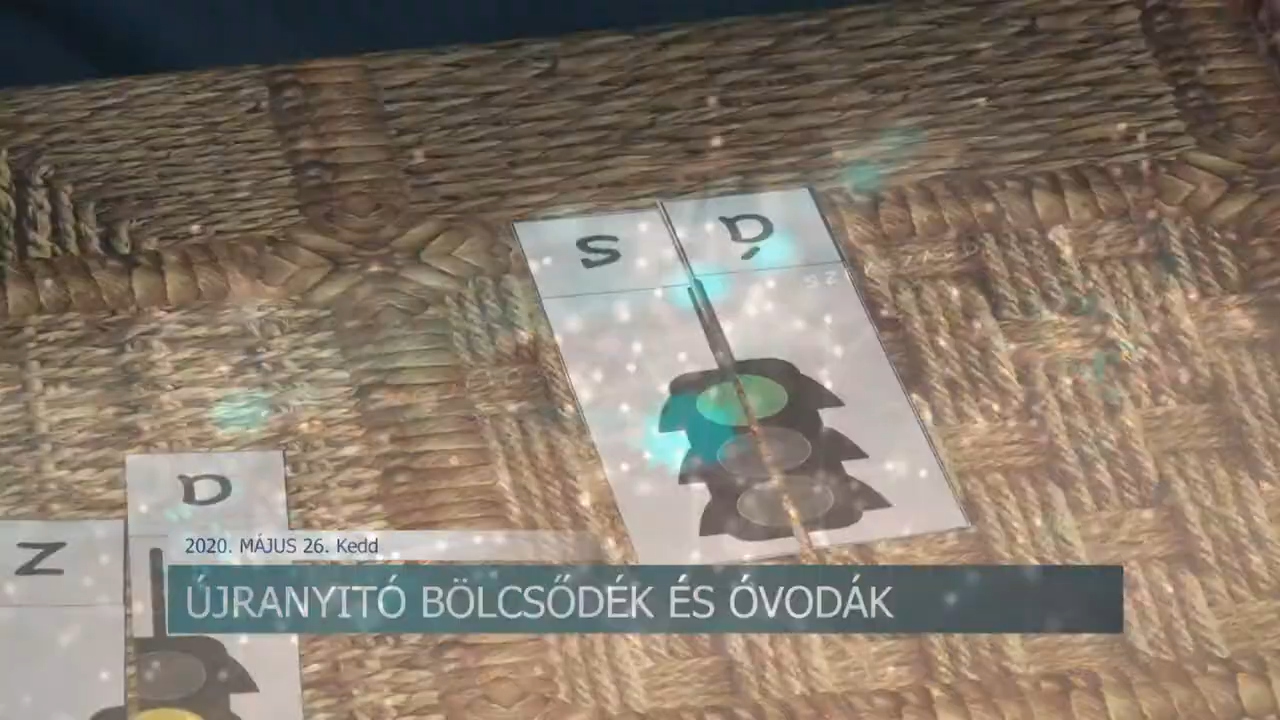 S
D
Z
D
2020. MÁJUS 26. Kedd
ÚJRANYITÓ BÖLCSŐDÉK ÉS ÓVODÁK